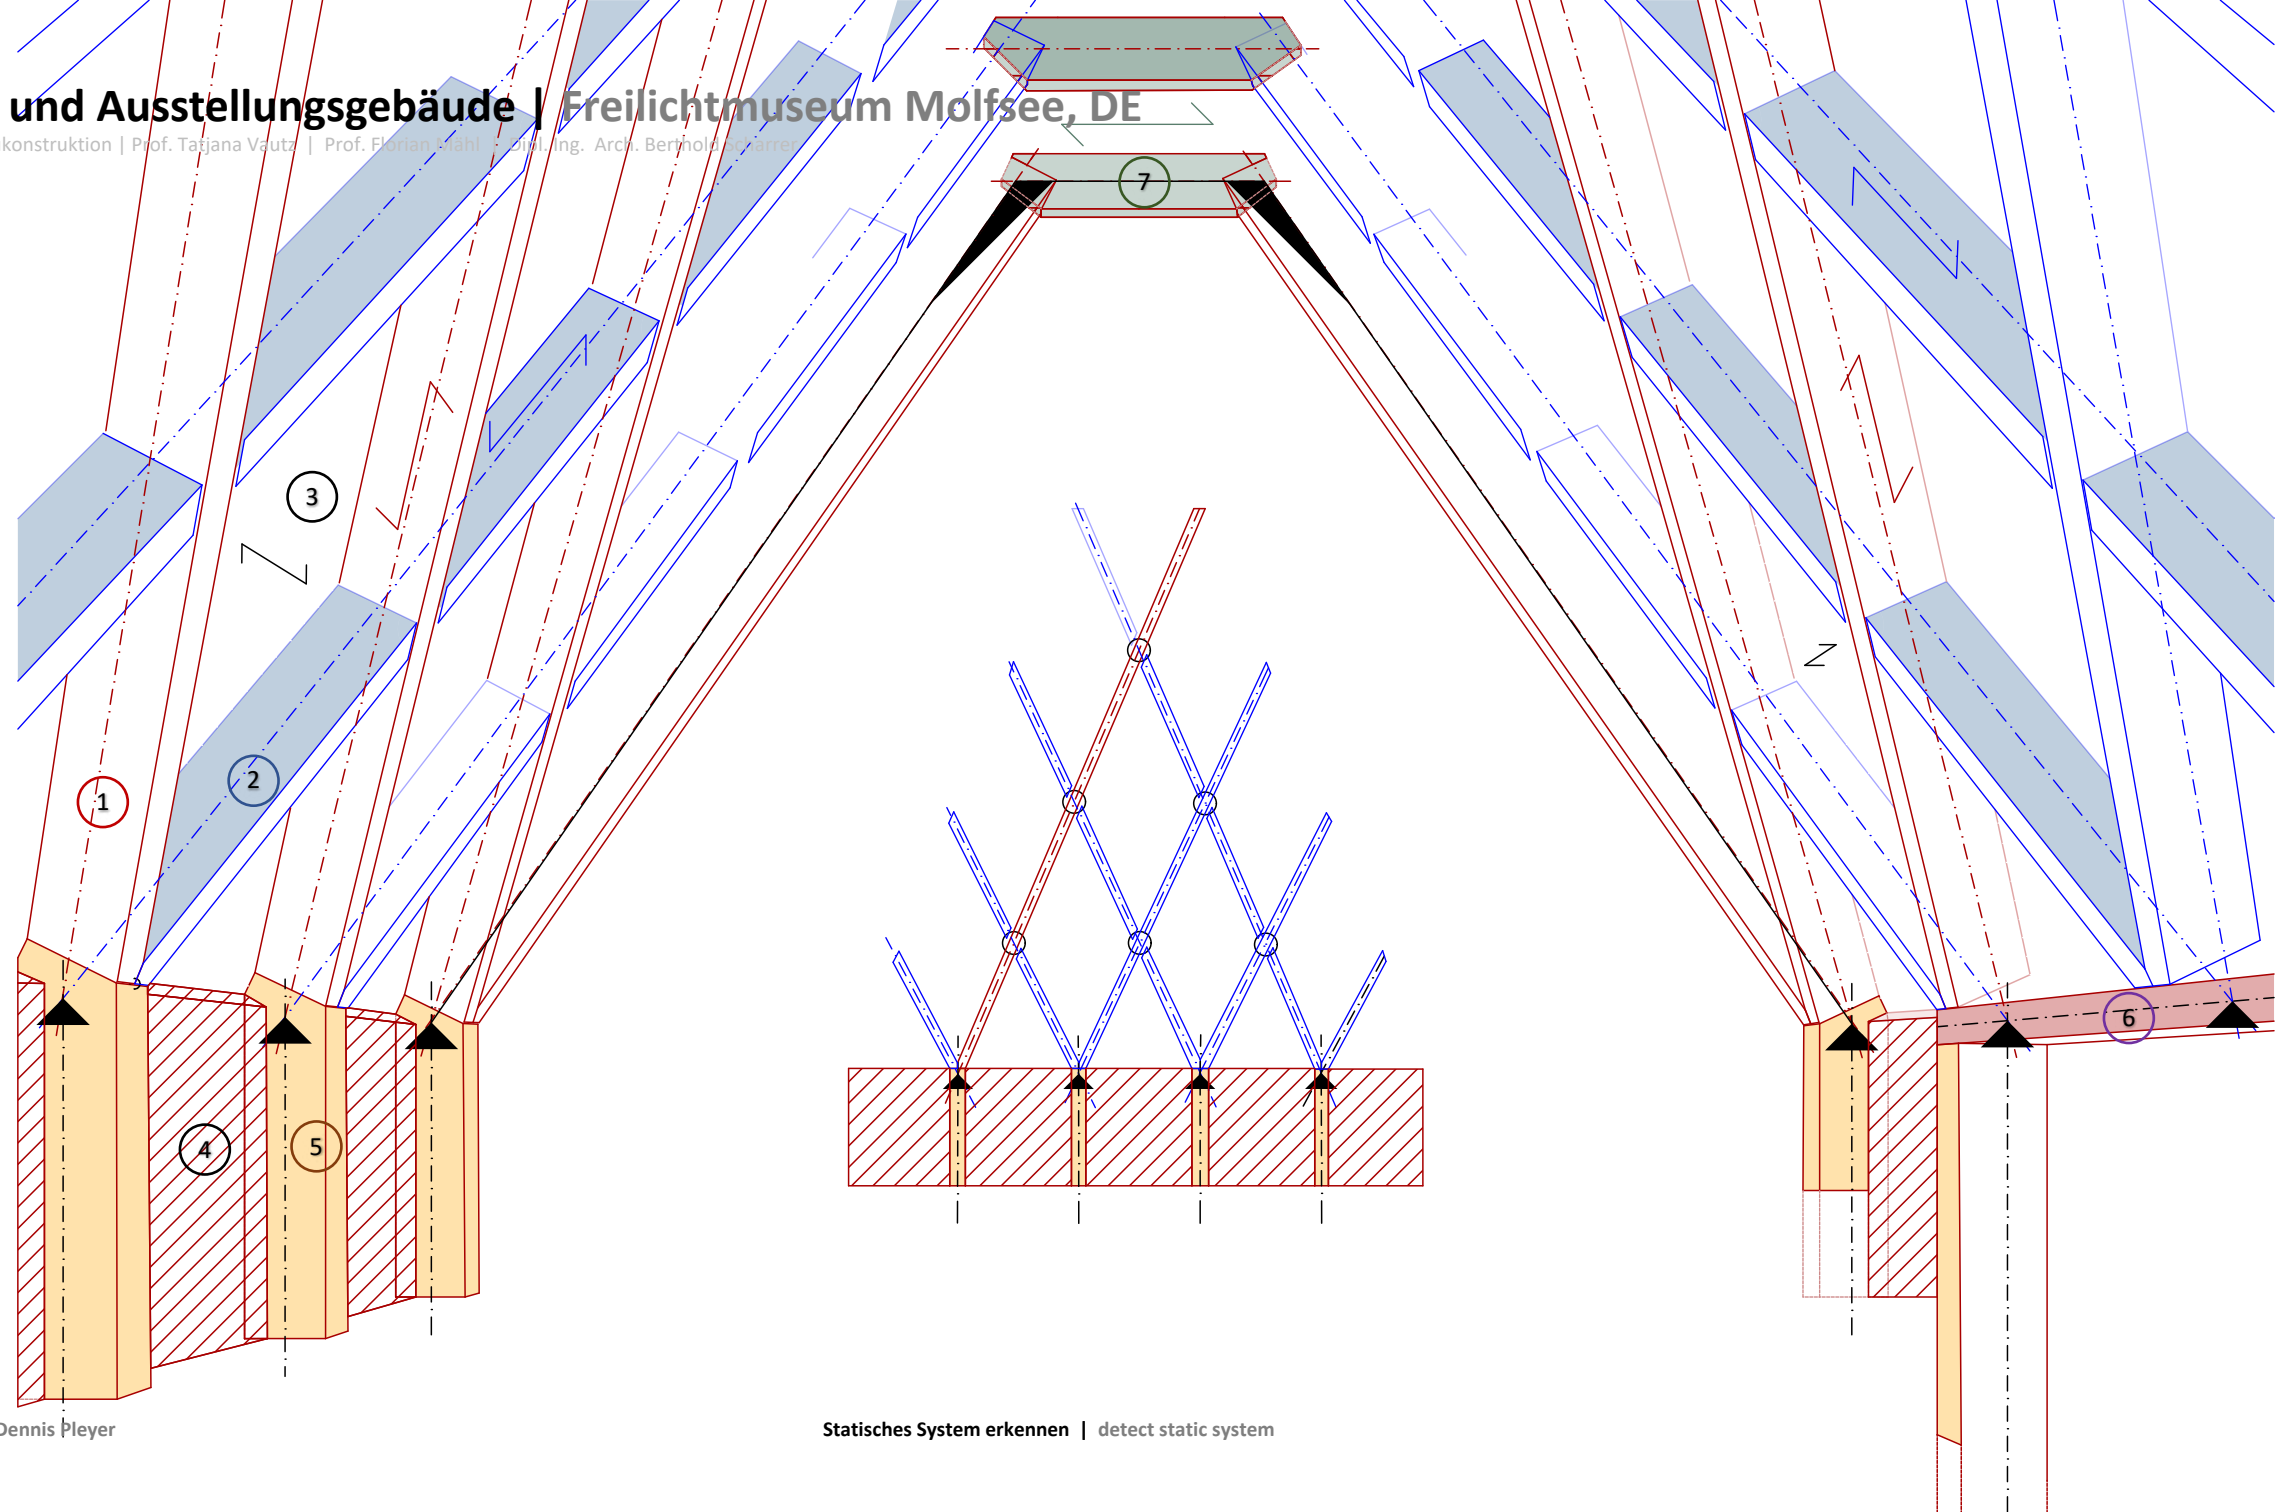 und Ausstellungsgebäude | Freilichtmuseum Molfsee, DE
konstruktion | Prof. Tatjana Vautz | Prof. Florian Mähl | Dipl. Ing. Arch. Berthold Scharrer
7
3
2
1
6
4
5
Dennis Pleyer
Statisches System erkennen | detect static system